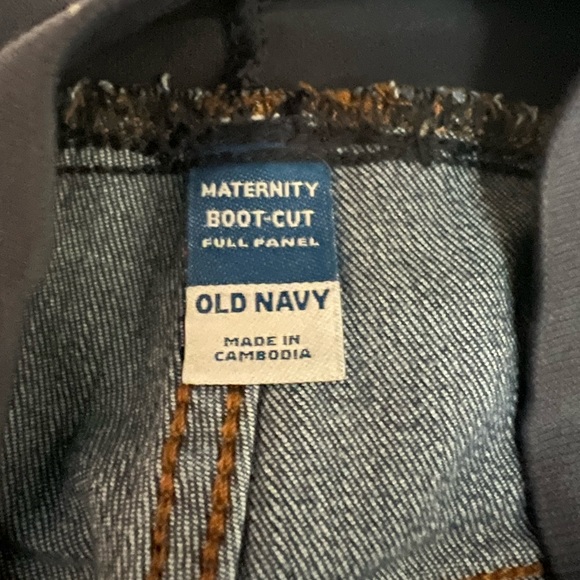 MATERNITY
BOOT-CUT
FULL PANEL
OLD NAVY
MADE IN
CAMBODIA